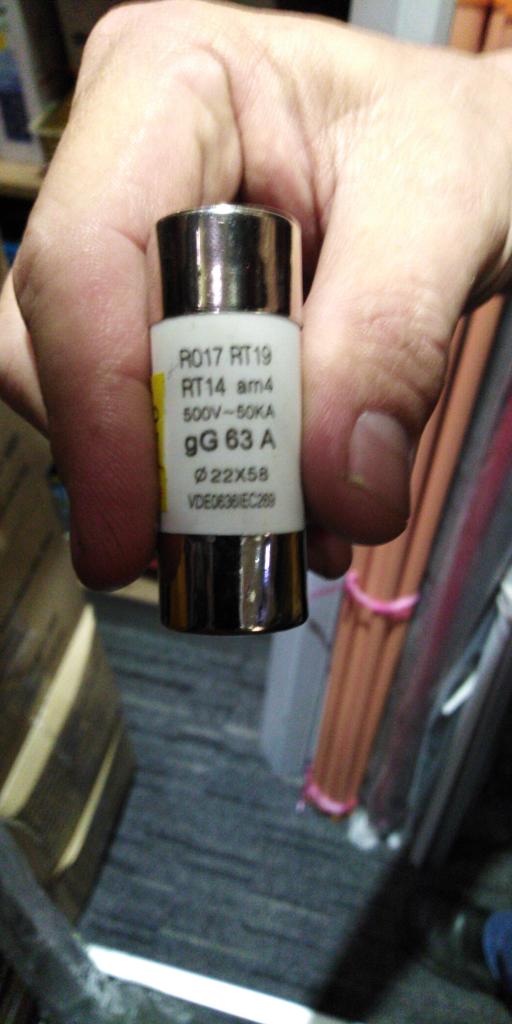 RO17 RT19
RT14 am4
500V~50KA
gG 63 A
Ø22X58
VDE0636IEC269